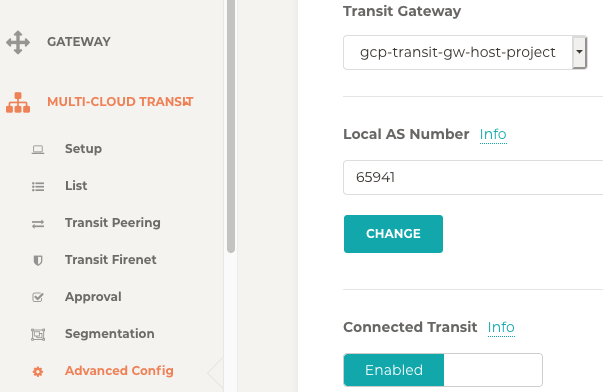 GATEWAY
MULTI-CLOUD TRANSIT
Setup
List
Transit Peering
Transit Firenet
Approval
Segmentation
Advanced Config
Transit Gateway
gcp-transit-gw-host-project
Local AS Number Info
65941
CHANGE
Connected Transit Info
Enabled